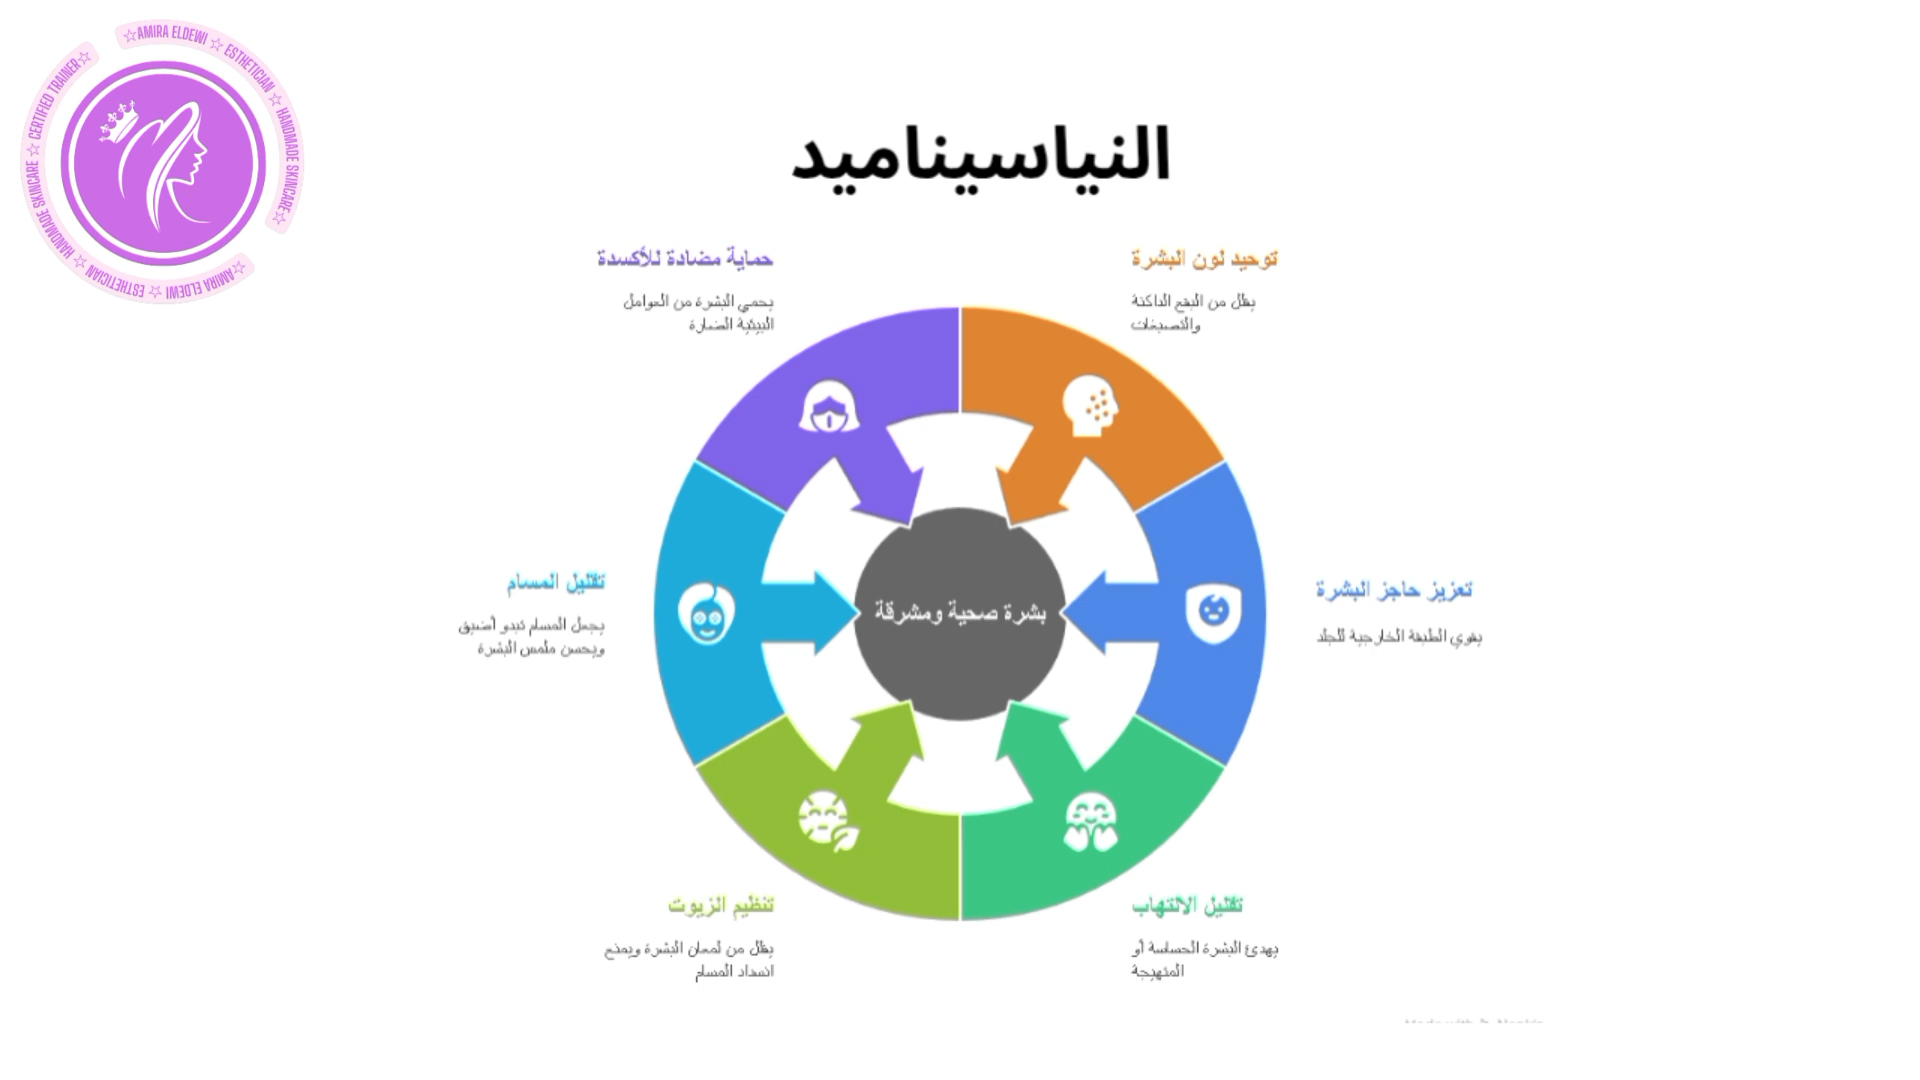 ☆AMIRA ELDEWI ☆ ESTHETICIAN ☆ HANDMADE SKINCARE☆
☆AMIRA ELDEWI ☆ ESTHETICIAN ☆ HANDMADE SKINCARE ☆ CERTIFIED TRAINER☆
النياسيناميد
توحيد لون البشرة
يقلل من البقع الداكنة
والتصبغات
حماية مضادة للأكسدة
يحمي البشرة من العوامل
البيئية الضارة
تعزيز حاجز البشرة
يقوي الطبقة الخارجية للجلد
بشرة صحية ومشرقة
تقليل المسام
يجعل المسام تبدو أضيق
ويحسن ملمس البشرة
تقليل الالتهاب
يهدئ البشرة الحساسة أو
المتهيجة
تنظيم الزيوت
يقلل من لمعان البشرة ويمنع
انسداد المسام